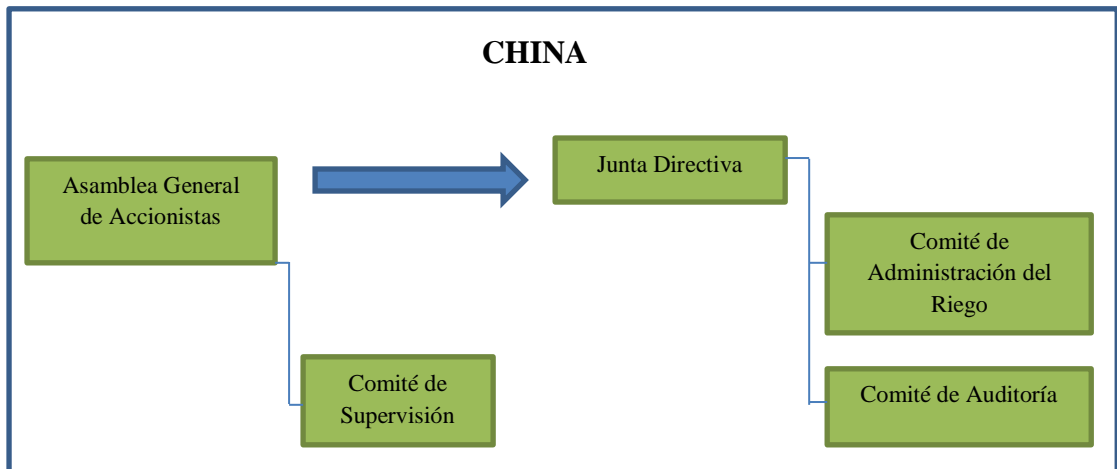 CHINA
Asamblea General
de Accionistas
Junta Directiva
Comité de
Administración del
Riego
Comité de
Supervisión
Comité de Auditoría